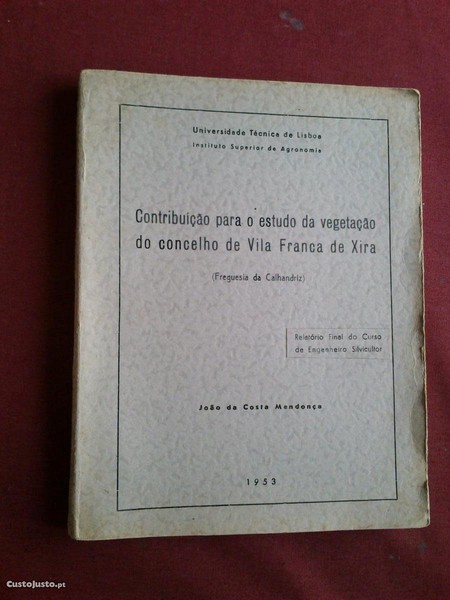 Universidade Técnica de Lisboa
Instituto Superior de Agronomia
Contribuição para o estudo da vegetação
do concelho de Vila Franca de Xira
(Freguesia da Calhandriz)
Relatório Final do Curso
de Engenheiro Silvicultor
João da Costa Mendonça
1953
CustoJusto.pt